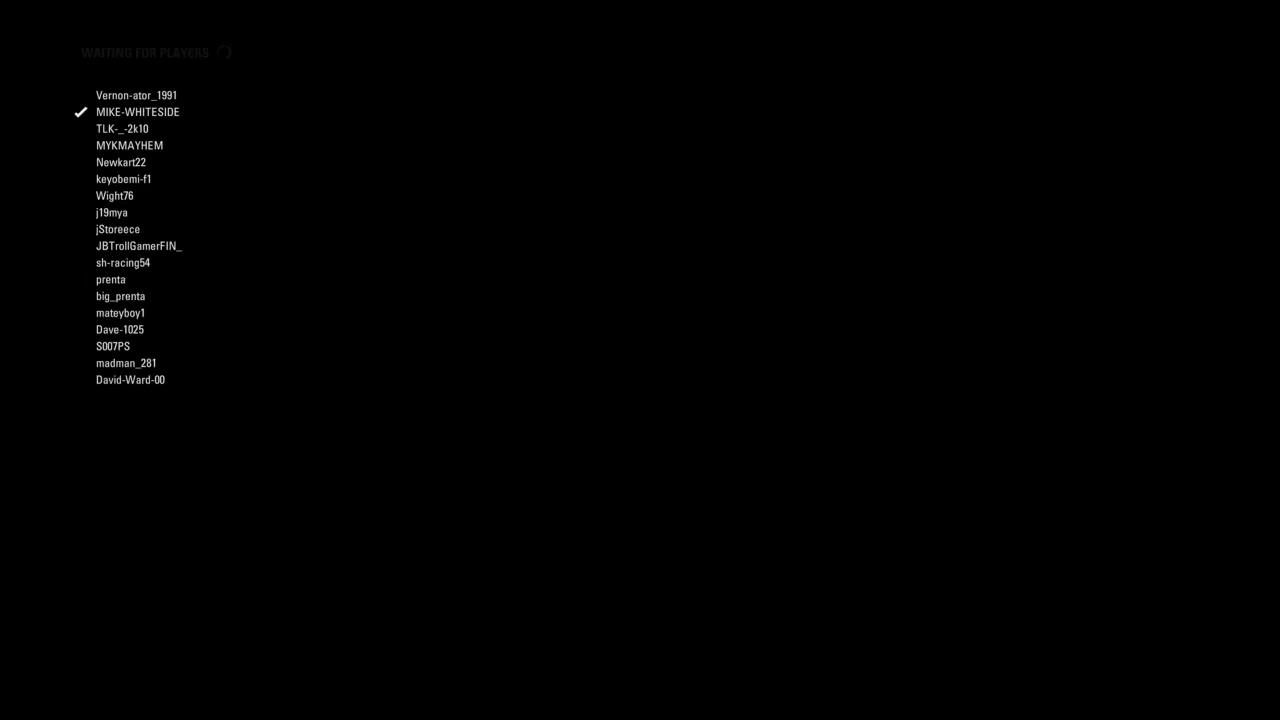 WAITING FOR PLAYERS
Vernon-ator_1991
MIKE-WHITESIDE
TLK-_-2k10
MYKMAYHEM
Newkart22
keyobemi-f1
Wight76
j19mya
jStoreece
JBTrollGamerFIN_
sh-racing54
prenta
big_prenta
mateyboy1
Dave-1025
S007PS
madman_281
David-Ward-00